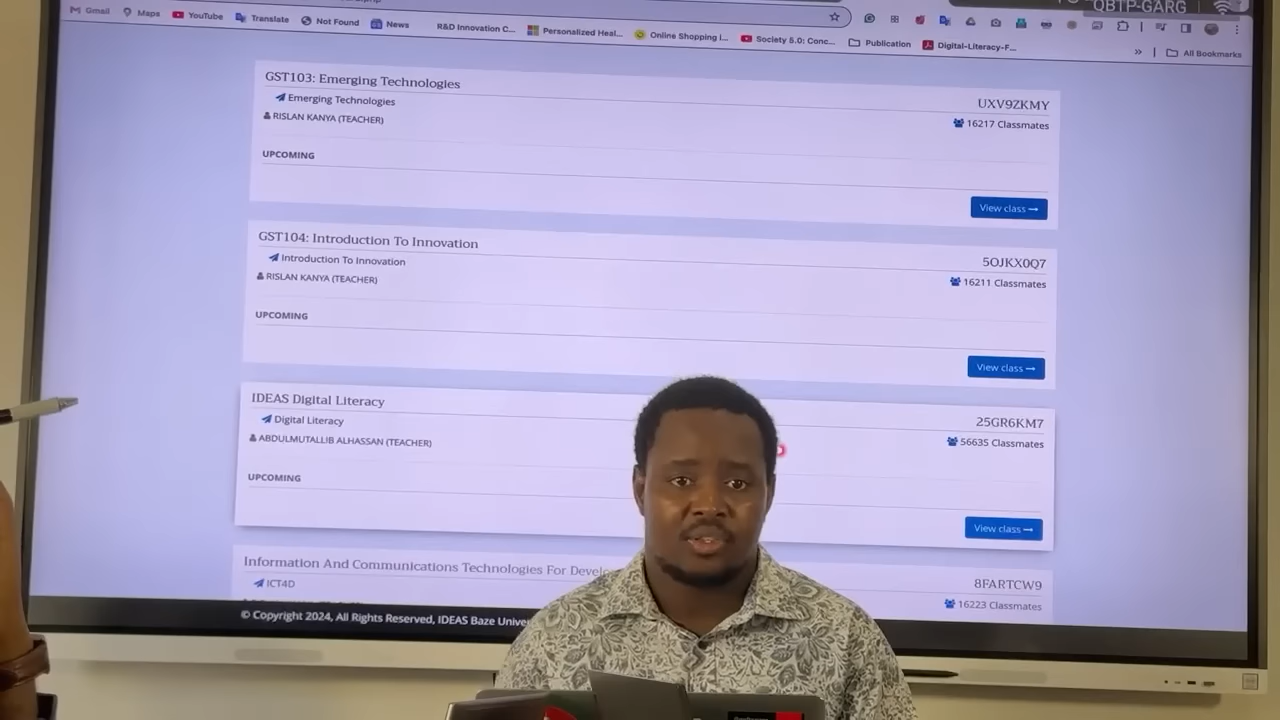 QBTP-GARG
Gmail Maps YouTube Translate Not Found News R&D Innovation C... Personalized Heal... Online Shopping I... Society 5.0: Conc... Publication Digital-Literacy-F... » All Bookmarks
GST103: Emerging Technologies
UXV9ZKMY
Emerging Technologies
16217 Classmates
RISLAN KANYA (TEACHER)
UPCOMING
View class →
GST104: Introduction To Innovation
5OJKX0Q7
Introduction To Innovation
16211 Classmates
RISLAN KANYA (TEACHER)
UPCOMING
View class →
IDEAS Digital Literacy
25GR6KM7
Digital Literacy
56635 Classmates
ABDULMUTALLIB ALHASSAN (TEACHER)
UPCOMING
View class →
Information And Communications Technologies For Develo
8FARTCW9
ICT4D
16223 Classmates
© Copyright 2024, All Rights Reserved, IDEAS Baze Unive